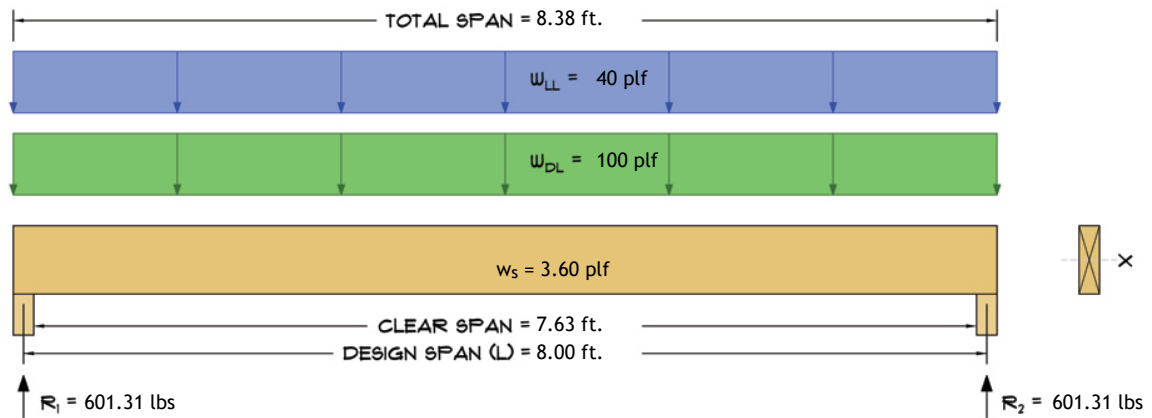 TOTAL SPAN = 8.38 ft.
WLL = 40 plf
WDL = 100 plf
ws = 3.60 plf
X
CLEAR SPAN = 7.63 ft.
DESIGN SPAN (L) = 8.00 ft.
R1 = 601.31 lbs
R2 = 601.31 lbs